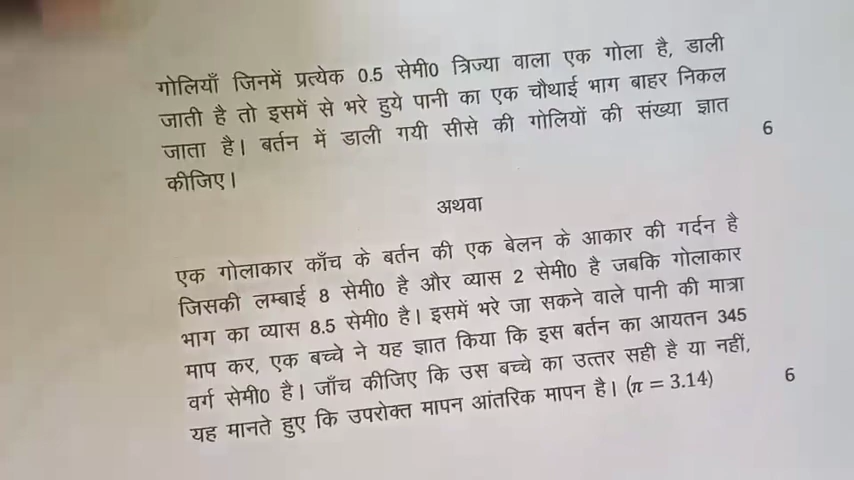 गोलियाँ जिनमें प्रत्येक 0.5 सेमी0 त्रिज्या वाला एक गोला है, डाली
जाती है तो इसमें से भरे हुये पानी का एक चौथाई भाग बाहर निकल
जाता है। बर्तन में डाली गयी सीसे की गोलियों की संख्या ज्ञात
कीजिए।
6
अथवा
एक गोलाकार काँच के बर्तन की एक बेलन के आकार की गर्दन है
जिसकी लम्बाई 8 सेमी0 है और व्यास 2 सेमी0 है जबकि गोलाकार
भाग का व्यास 8.5 सेमी0 है। इसमें भरे जा सकने वाले पानी की मात्रा
माप कर, एक बच्चे ने यह ज्ञात किया कि इस बर्तन का आयतन 345
वर्ग सेमी0 है। जाँच कीजिए कि उस बच्चे का उत्तर सही है या नहीं,
यह मानते हुए कि उपरोक्त मापन आंतरिक मापन है। (π = 3.14)
6